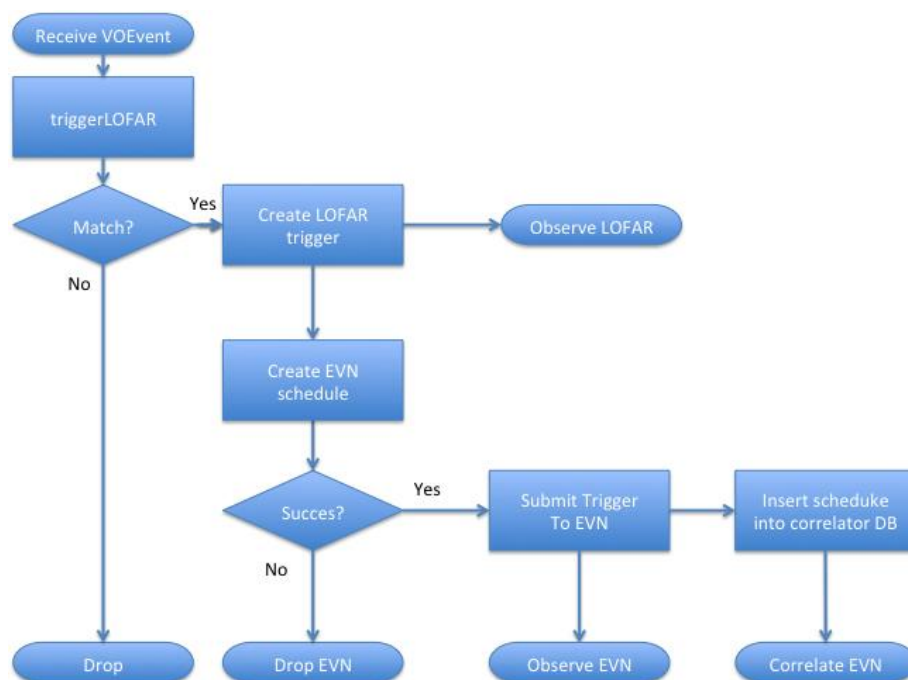 Receive VOEvent
triggerLOFAR
Match?
Yes
Create LOFAR
trigger
Observe LOFAR
No
Create EVN
schedule
Succes?
Yes
Submit Trigger
To EVN
Insert scheduke
into correlator DB
No
Drop
Drop EVN
Observe EVN
Correlate EVN